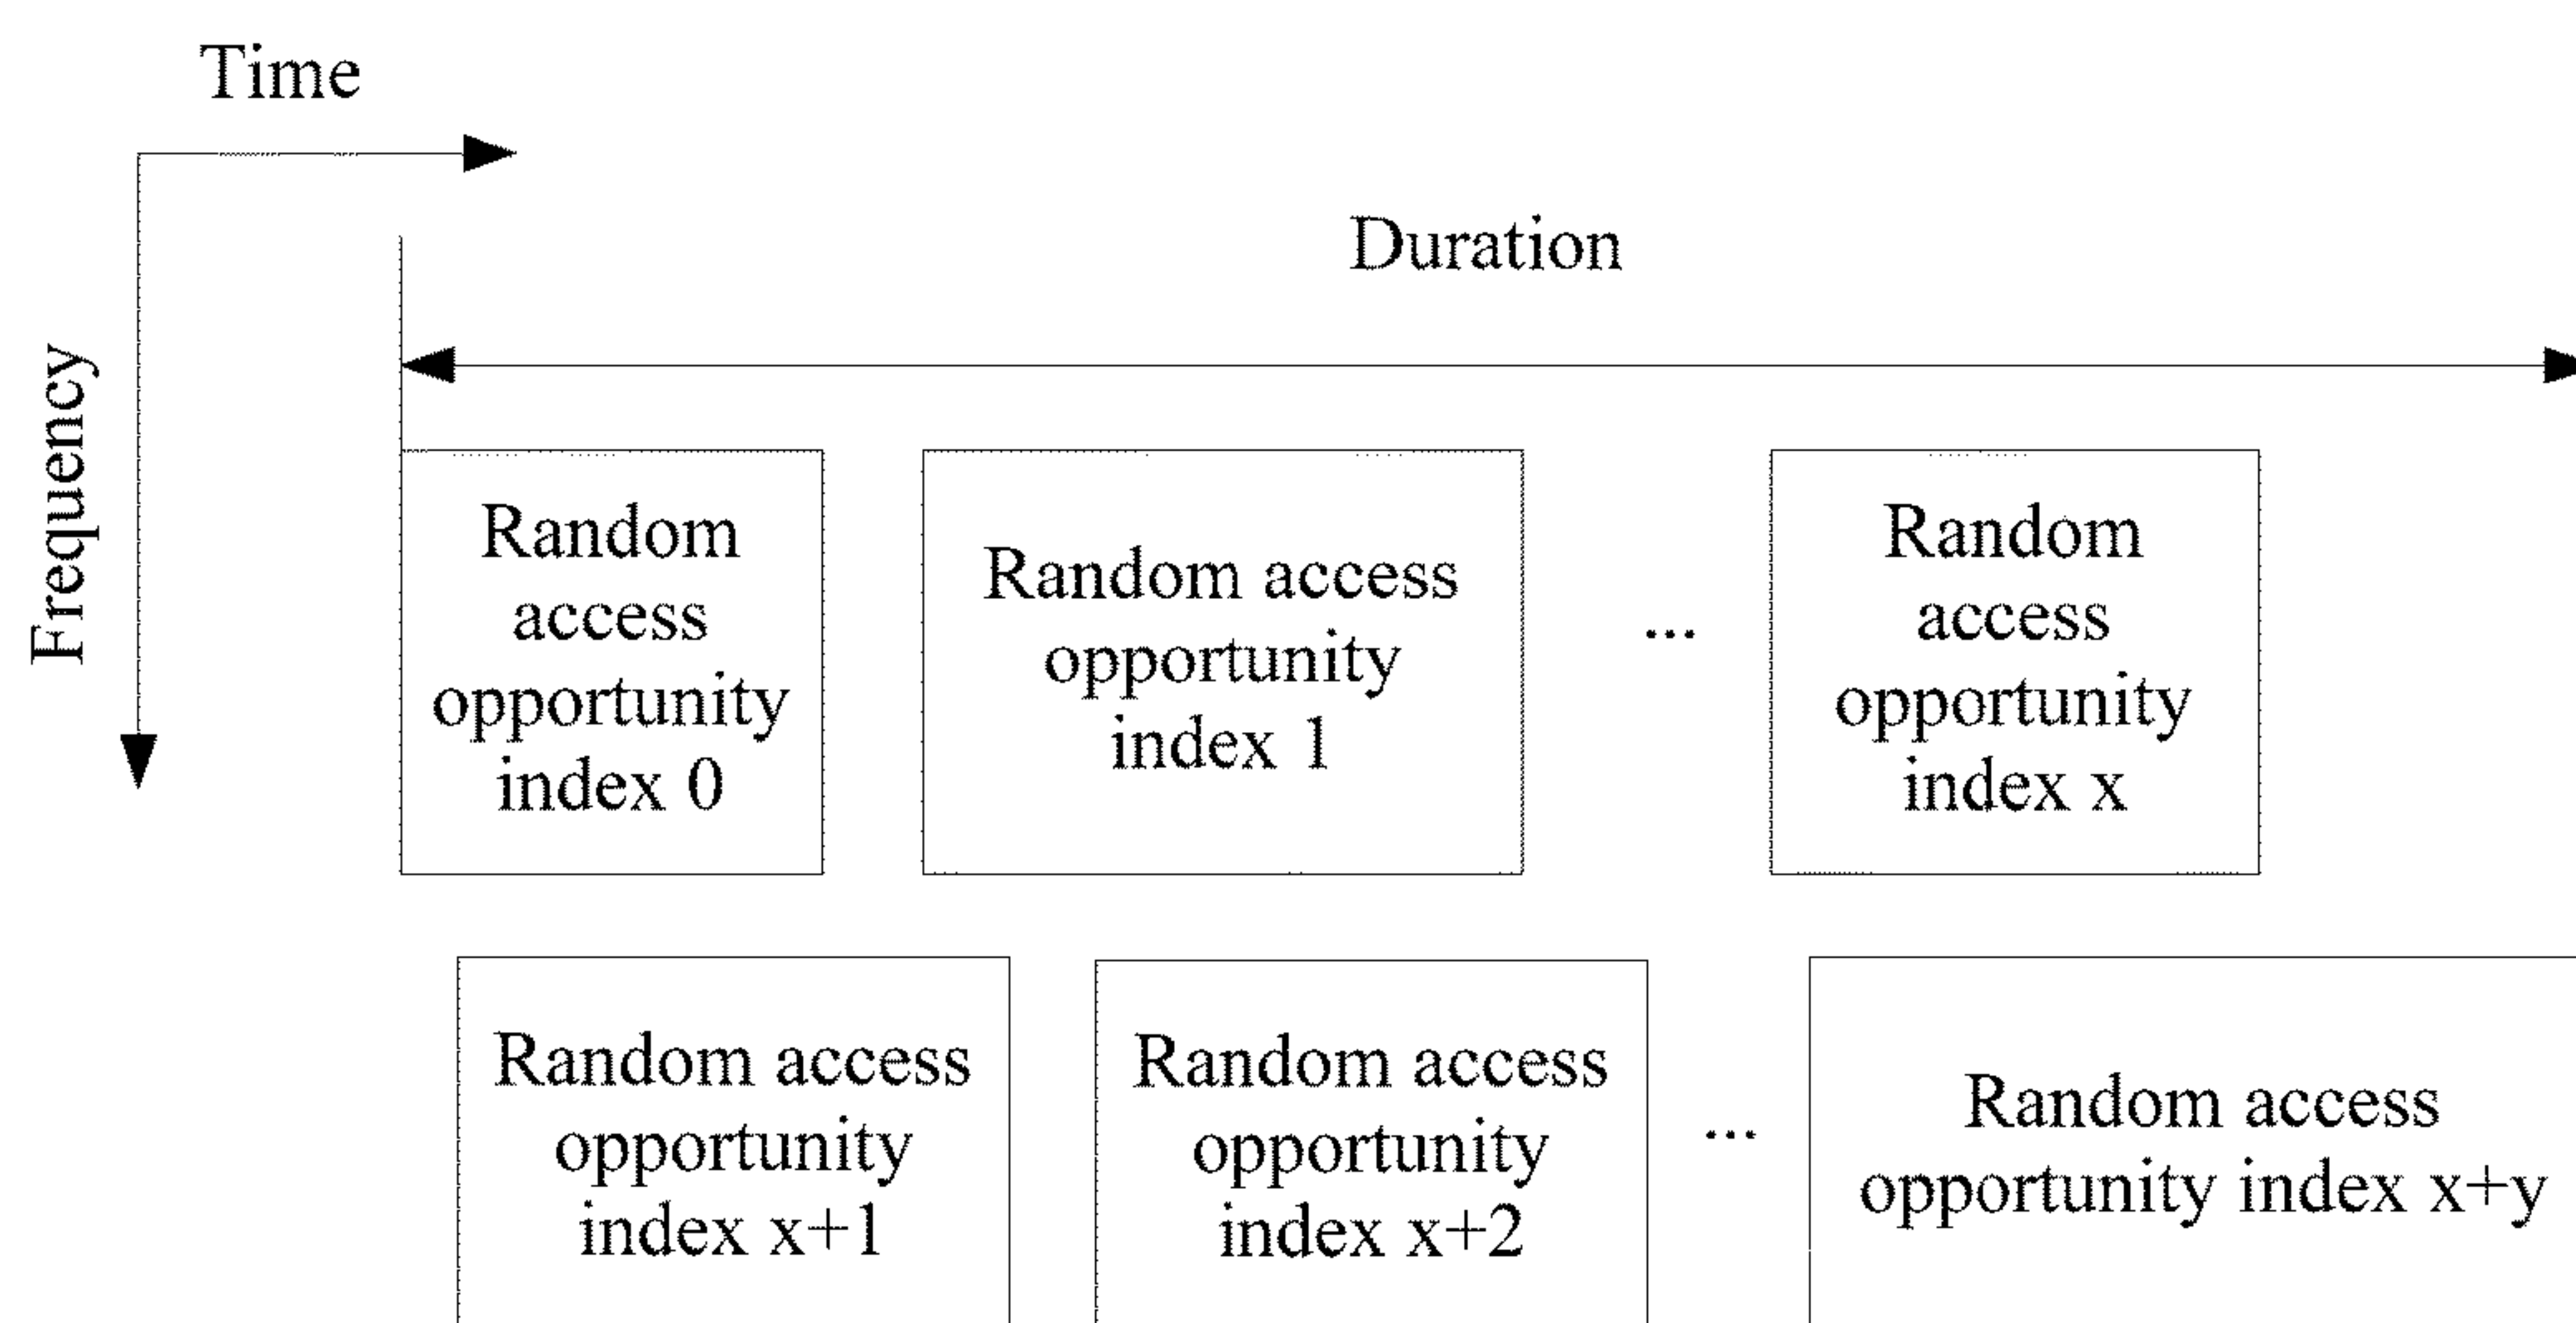 Time
Frequency
Duration
Random
access
opportunity
index 0
Random access
opportunity
index 1
...
Random
access
opportunity
index x
Random access
opportunity
index x+1
Random access
opportunity
index x+2
...
Random access
opportunity index x+y